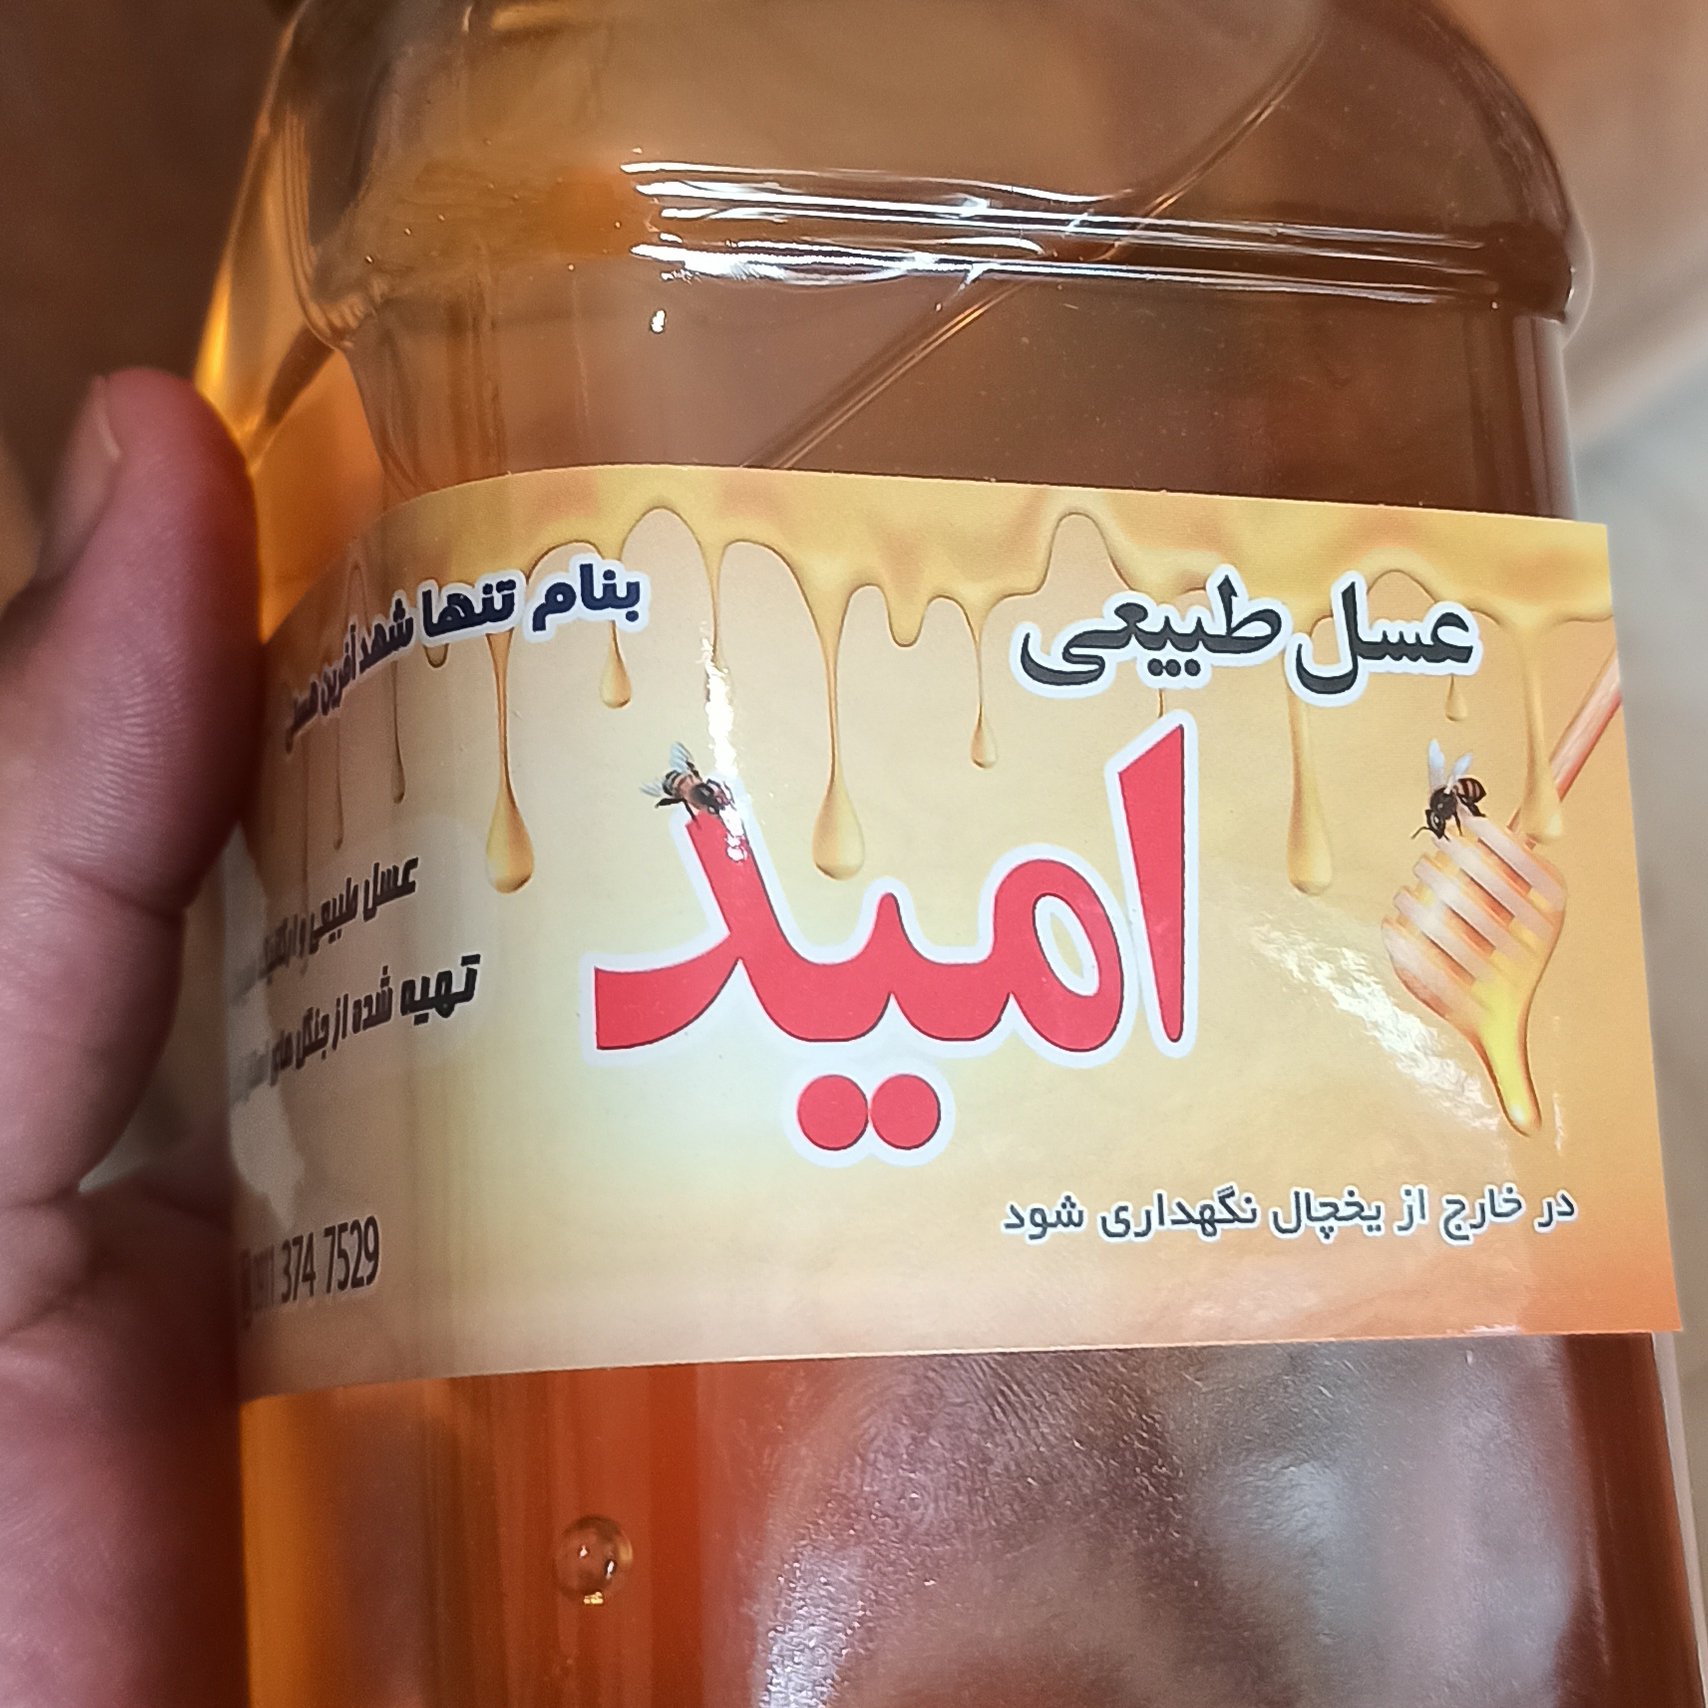 عسل طبیعی
امید
در خارج از یخچال نگهداری شود
بنام تنها شهد آفرین هستی
عسل طبیعی و
تهیه شده از جنگل های
374 7529